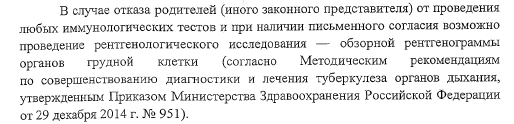 В случае отказа родителей (иного законного представителя) от проведения
любых иммунологических тестов и при наличии письменного согласия возможно
проведение рентгенологического исследования — обзорной рентгенограммы
органов грудной клетки (согласно Методическим рекомендациям
по совершенствованию диагностики и лечения туберкулеза органов дыхания,
утвержденным Приказом Министерства Здравоохранения Российской Федерации
от 29 декабря 2014 г. № 951).